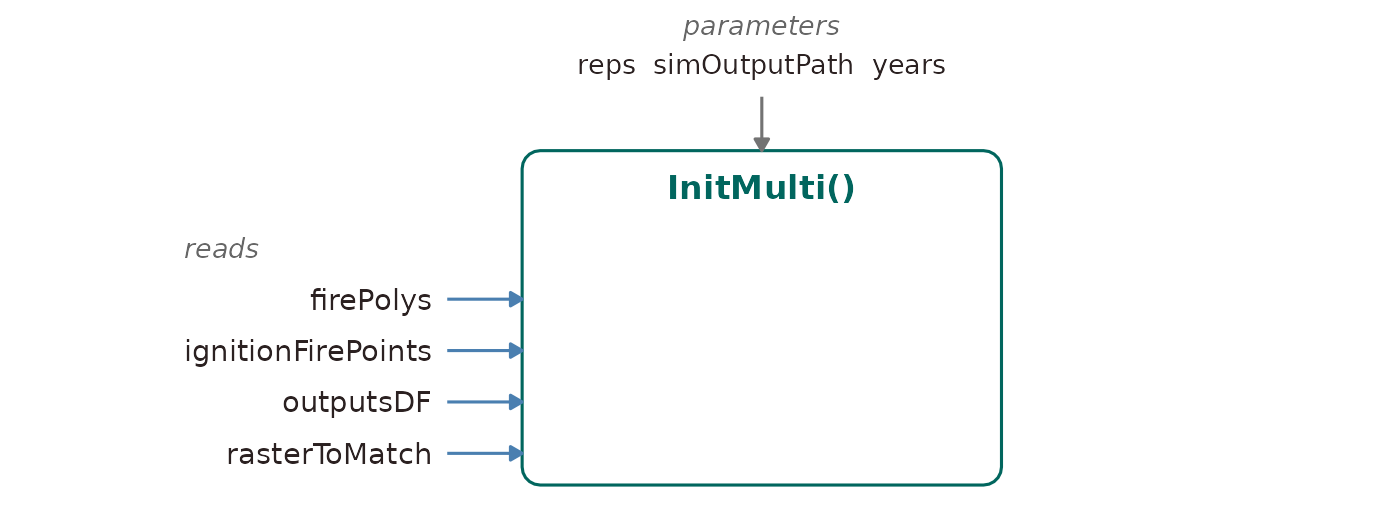 parameters
reps simOutputPath years
InitMulti()
reads
firePolys
ignitionFirePoints
outputsDF
rasterToMatch